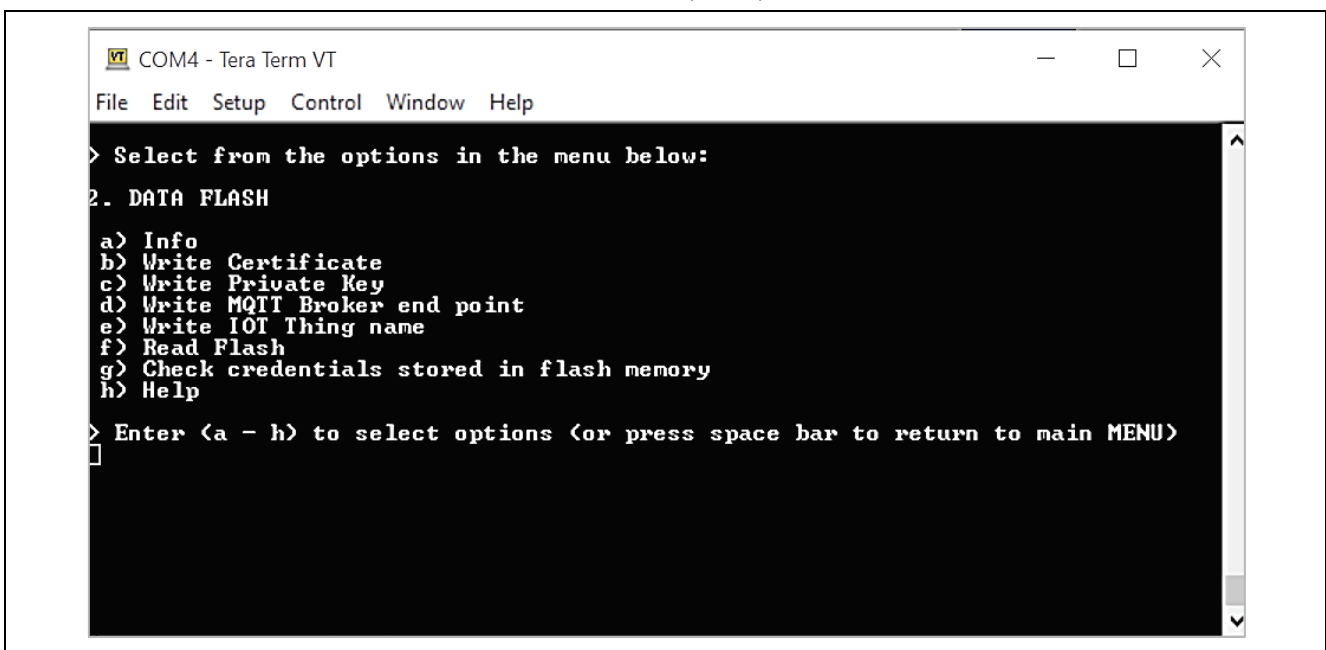 COM4 - Tera Term VT
File Edit Setup Control Window Help
> Select from the options in the menu below:
2. DATA FLASH
a) Info
b) Write Certificate
c) Write Private Key
d) Write MQTT Broker end point
e) Write IOT Thing name
f) Read Flash
g) Check credentials stored in flash memory
h) Help
> Enter (a - h) to select options (or press space bar to return to main MENU)